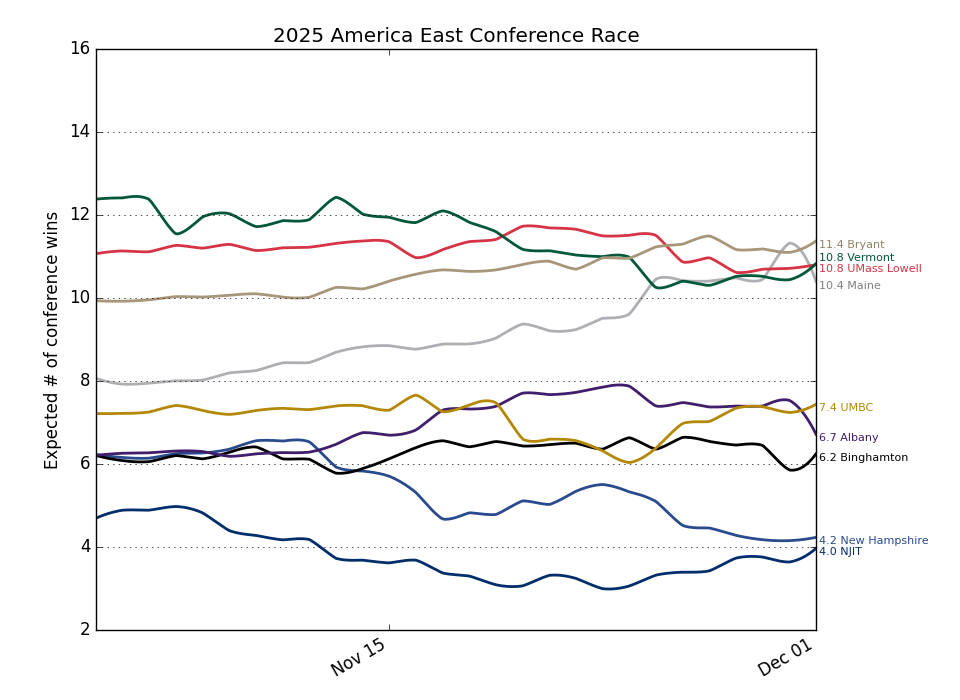 2025 America East Conference Race
Expected # of conference wins
16
14
12
10
8
6
4
2
Nov 15
Dec 01
11.4 Bryant
10.8 Vermont
10.8 UMass Lowell
10.4 Maine
7.4 UMBC
6.7 Albany
6.2 Binghamton
4.2 New Hampshire
4.0 NJIT